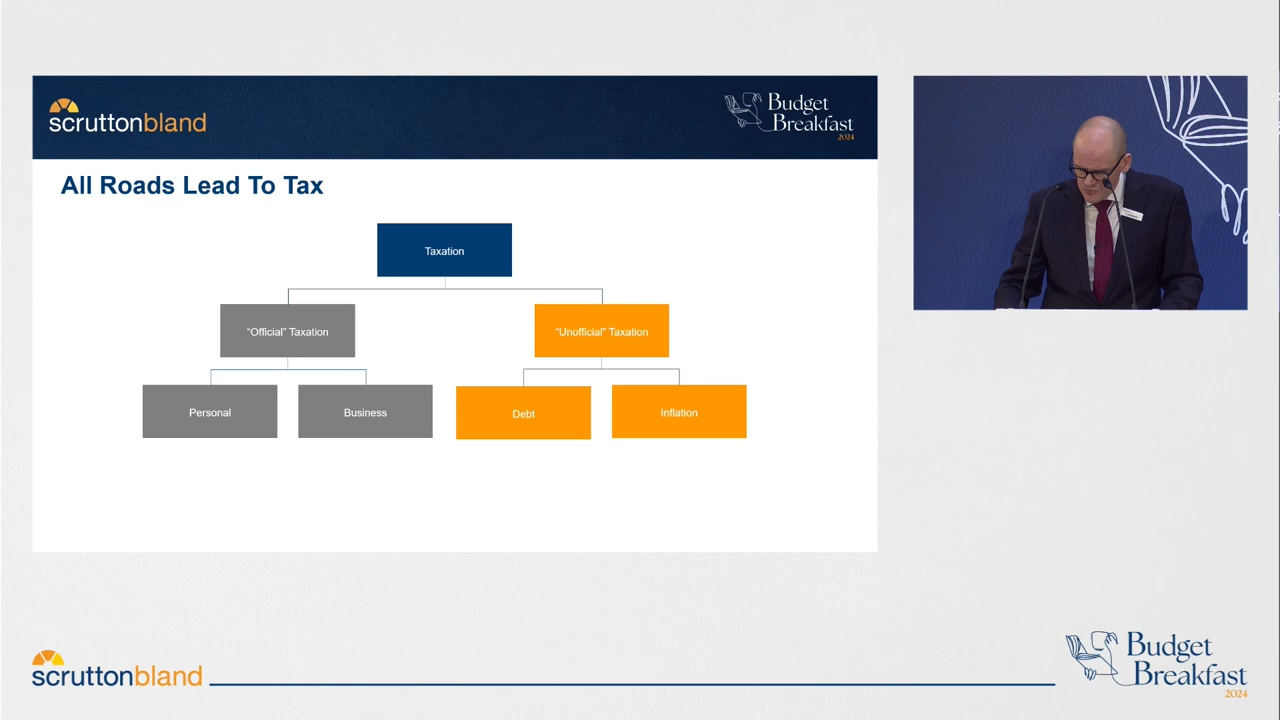 scruttonbland
Budget
Breakfast
2024
All Roads Lead To Tax
Taxation
“Official” Taxation
“Unofficial” Taxation
Personal
Business
Debt
Inflation
scruttonbland
Budget
Breakfast
2024